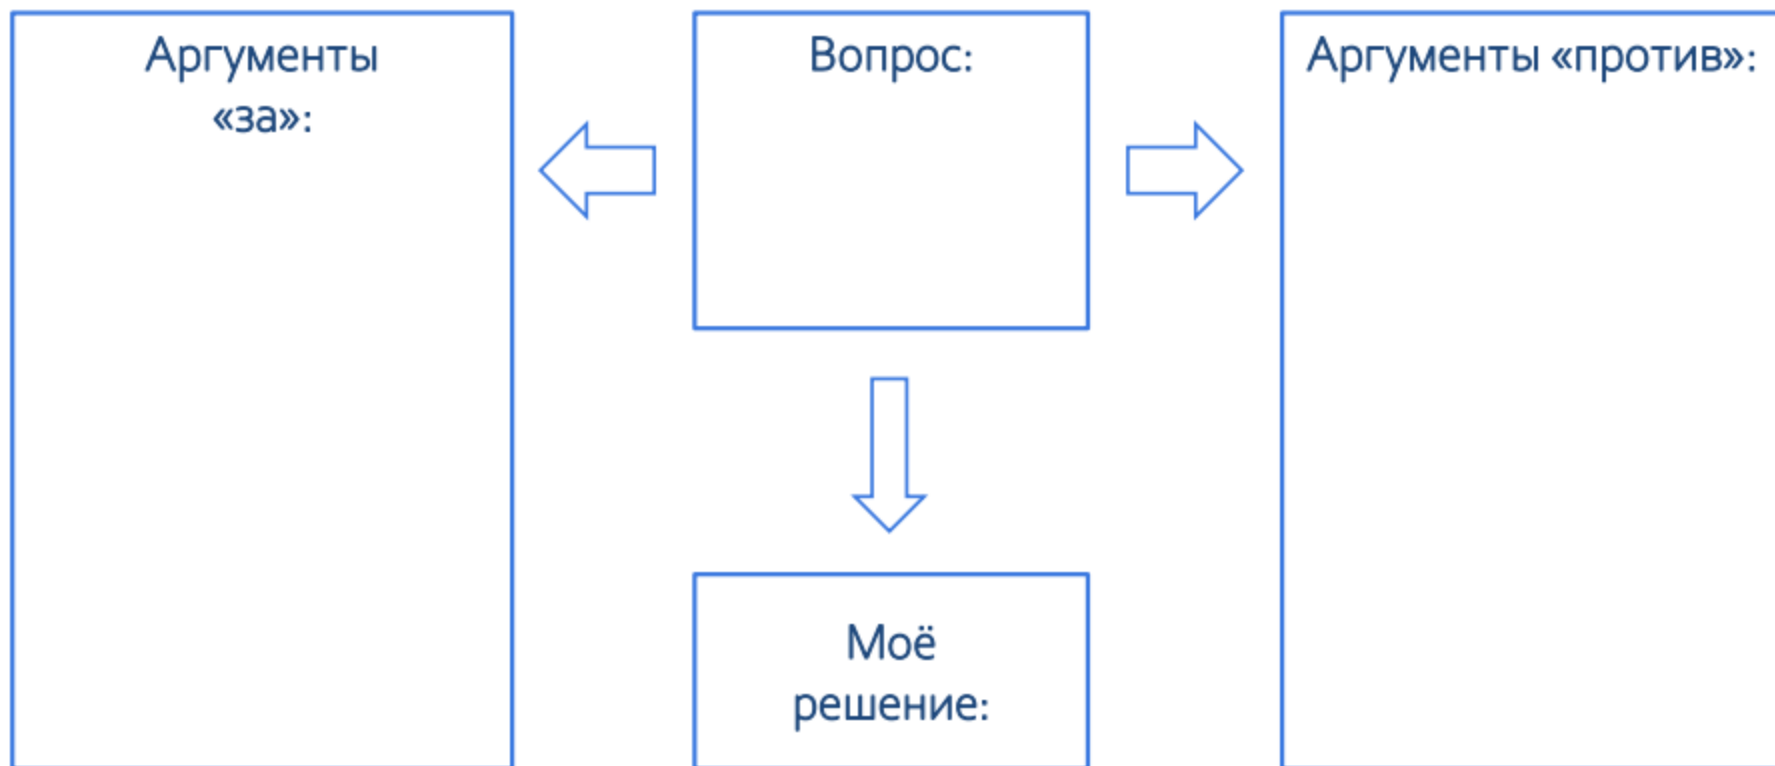 Аргументы
«за»:
Вопрос:
Аргументы «против»:
Моё
решение: